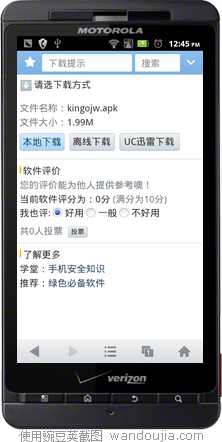 MOTOROLA
12:45 PM
下载提示
搜索
请选下载方式
文件名称：kingojw.apk
文件大小：1.99M
本地下载 离线下载 UC迅雷下载
软件评价
您的评价能为他人提供参考噢！
当前软件评分为：0分 (满分为10分)
我也评: 好用 一般 不好用
共0人投票 投票
了解更多
学堂：手机安全知识
推荐：绿色必备软件
verizon
使用豌豆荚截图 wandoujia.com